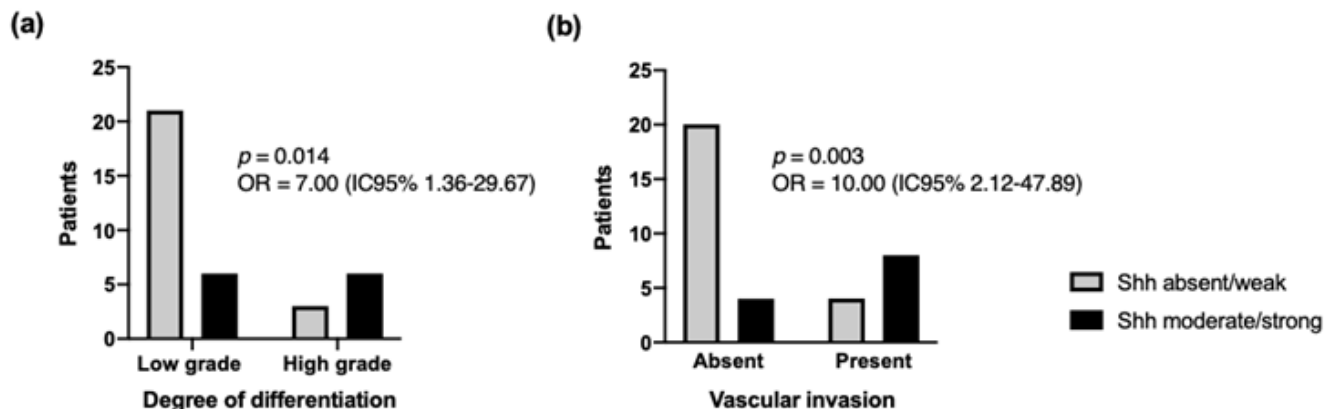 (a)
25
20
15
10
5
0
Patients
p = 0.014
OR = 7.00 (IC95% 1.36-29.67)
Low grade
High grade
Degree of differentiation
(b)
25
20
15
10
5
0
Patients
p = 0.003
OR = 10.00 (IC95% 2.12-47.89)
Absent
Present
Vascular invasion
Shh absent/weak
Shh moderate/strong